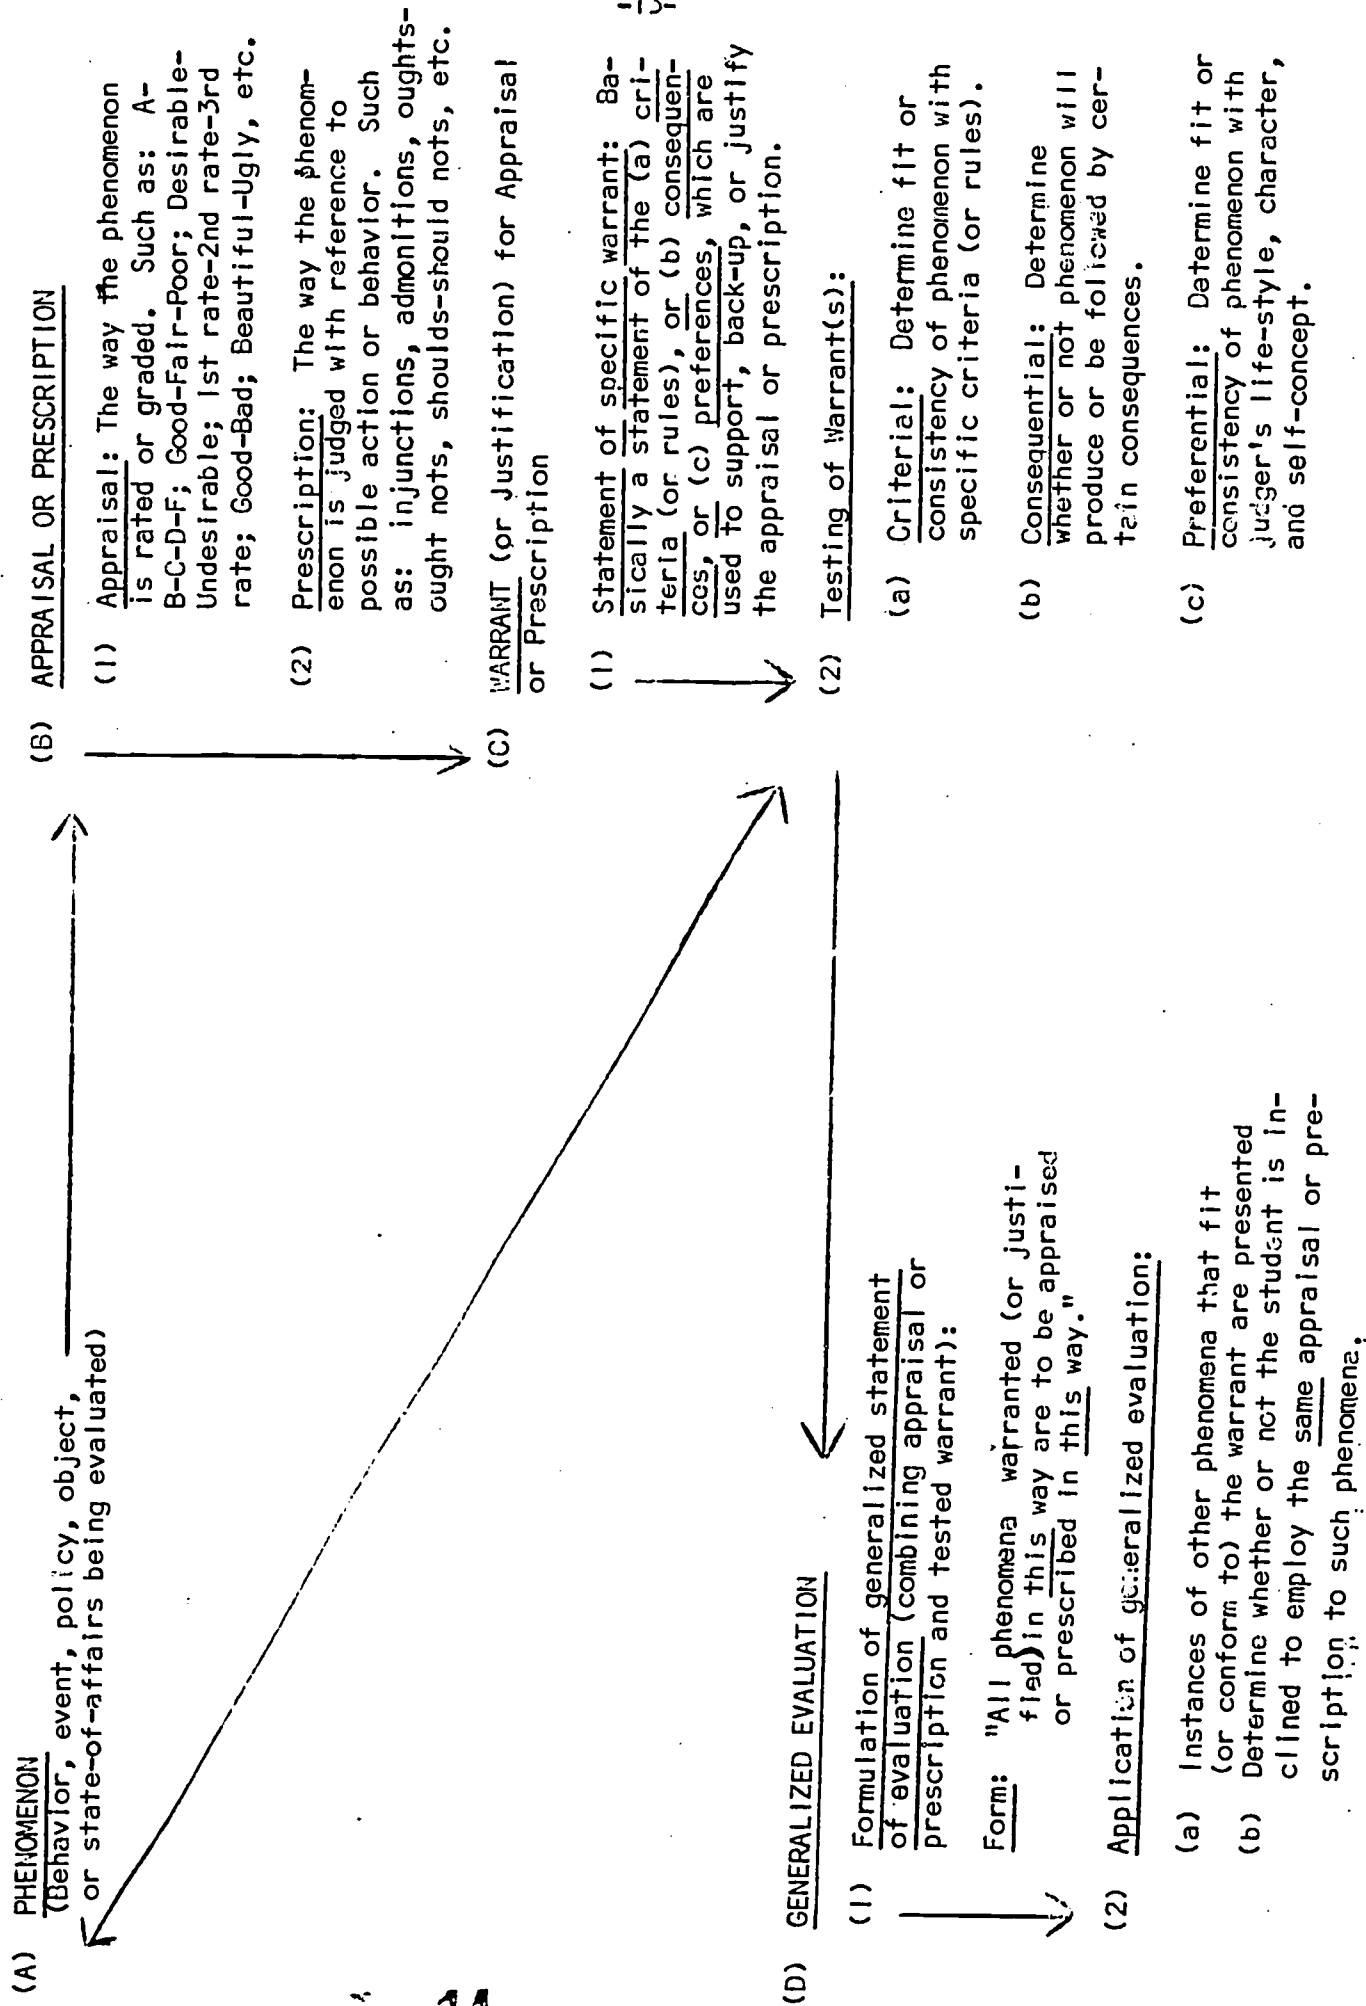 (A) PHENOMENON
(Behavior, event, policy, object,
or state-of-affairs being evaluated)
(B) APPRAISAL OR PRESCRIPTION
(1) Appraisal: The way the phenomenon
is rated or graded. Such as: A-
B-C-D-F; Good-Fair-Poor; Desirable-
Undesirable; 1st rate-2nd rate-3rd
rate; Good-Bad; Beautiful-Ugly, etc.
(2) Prescription: The way the phenom-
enon is judged with reference to
possible action or behavior. Such
as: injunctions, admonitions, oughts-
ought nots, shoulds-should nots, etc.
(C) WARRANT (or Justification) for Appraisal
or Prescription
(1) Statement of specific warrant: Ba-
sically a statement of the (a) cri-
teria (or rules), or (b) consequen-
ces, or (c) preferences, which are
used to support, back-up, or justify
the appraisal or prescription.
(2) Testing of Warrant(s):
(a) Criterial: Determine fit or
consistency of phenomenon with
specific criteria (or rules).
(b) Consequential: Determine
whether or not phenomenon will
produce or be followed by cer-
tain consequences.
(c) Preferential: Determine fit or
consistency of phenomenon with
judger's life-style, character,
and self-concept.
(D) GENERALIZED EVALUATION
(1) Formulation of generalized statement
of evaluation (combining appraisal or
prescription and tested warrant):
Form: "All phenomena warranted (or justi-
fied) in this way are to be appraised
or prescribed in this way."
(2) Application of generalized evaluation:
(a) Instances of other phenomena that fit
(or conform to) the warrant are presented
(b) Determine whether or not the student is in-
clined to employ the same appraisal or pre-
scription to such phenomena.